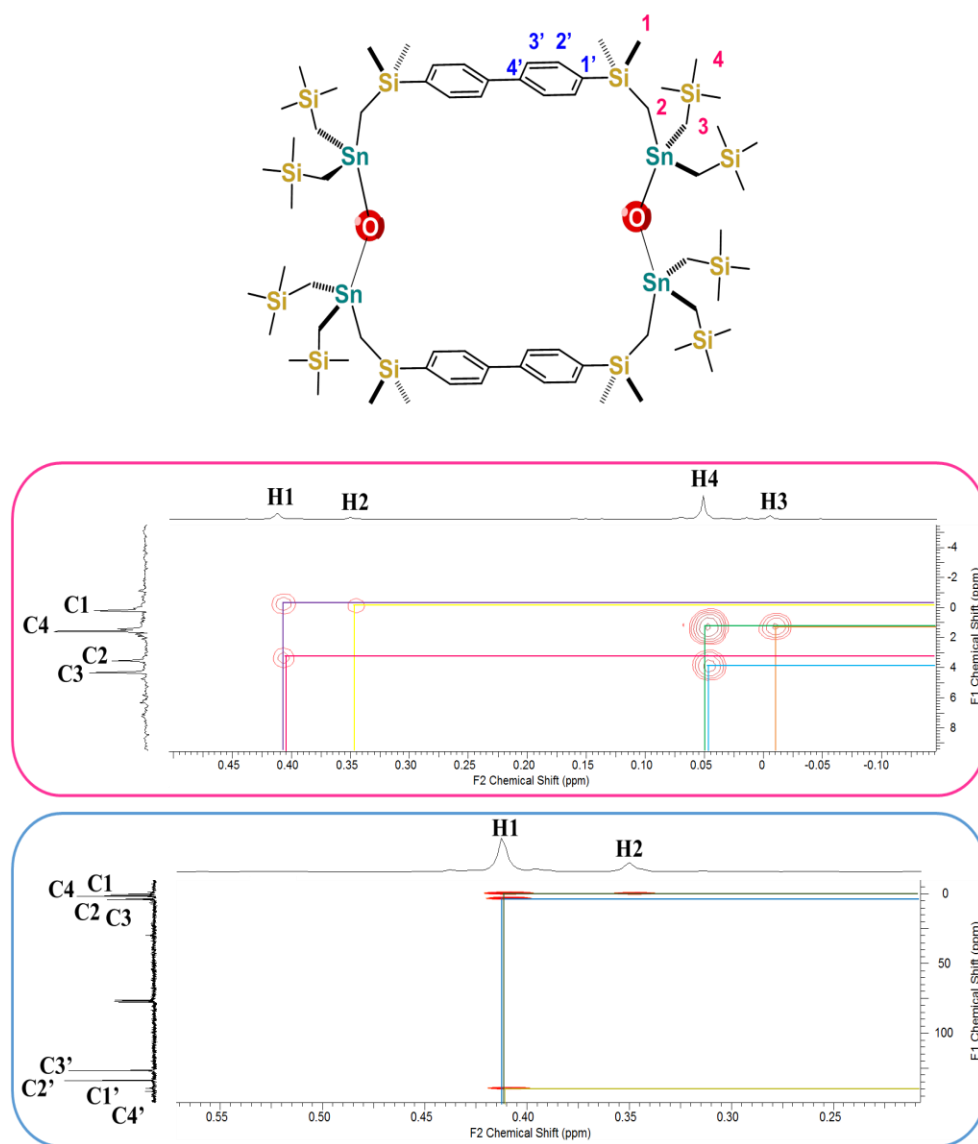 1
3’ 2’ 4
Si 4’ 1’ Si Si
Si 2
3
Sn Sn Si
Si
O O
Si Sn Sn Si
Si Si Si Si
H4
H1 H2 H3
C1
C4
C2
C3
-4
-2
0
2
4
6
8
F1 Chemical Shift (ppm)
0.45 0.40 0.35 0.30 0.25 0.20 0.15 0.10 0.05 0 -0.05 -0.10
F2 Chemical Shift (ppm)
H1
H2
C4 C1
C2 C3
C3’
C2’
C1’
C4’
0
50
100
F1 Chemical Shift (ppm)
0.55 0.50 0.45 0.40 0.35 0.30 0.25
F2 Chemical Shift (ppm)